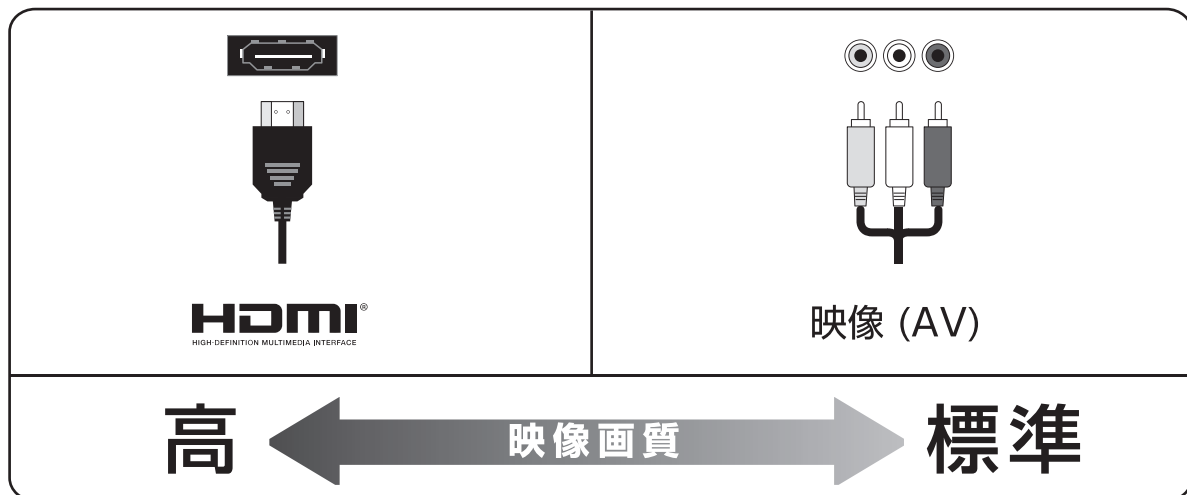 HDMI®
HIGH-DEFINITION MULTIMEDIA INTERFACE
映像 (AV)
高 映像画質 標準